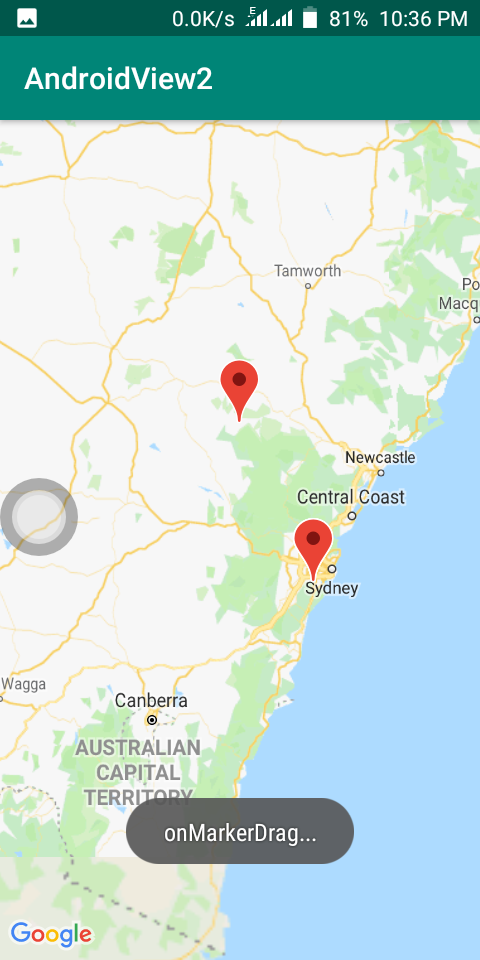 0.0K/s E 81% 10:36 PM
AndroidView2
Tamworth
Po
Macq
Newcastle
Central Coast
Sydney
Wagga
Canberra
AUSTRALIAN
CAPITAL
TERRITORY
onMarkerDrag...
Google